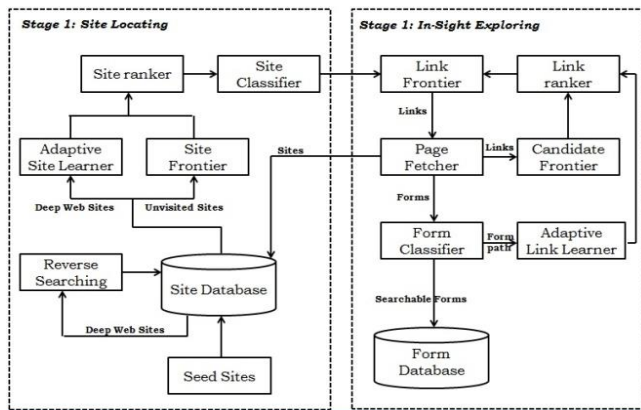 Stage 1: Site Locating
Stage 1: In-Sight Exploring
Site ranker
Site
Classifier
Link
Frontier
Link
ranker
Links
Adaptive
Site Learner
Site
Frontier
Sites
Page
Fetcher
Links
Candidate
Frontier
Deep Web Sites
Unvisited Sites
Forms
Form
Classifier
Form
path
Adaptive
Link Learner
Reverse
Searching
Site Database
Searchable Forms
Deep Web Sites
Form
Database
Seed Sites